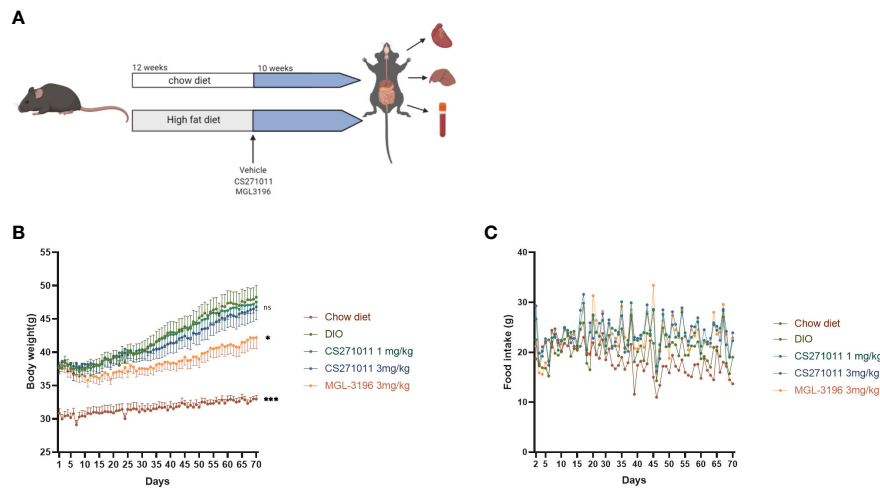 A
12 weeks
10 weeks
chow diet
High fat diet
Vehicle
CS271011
MGL3196
B
55
50
45
40
35
30
25
Body weight(g)
1 5 10 15 20 25 30 35 40 45 50 55 60 65 70
Days
ns
*
***
Chow diet
DIO
CS271011 1 mg/kg
CS271011 3mg/kg
MGL-3196 3mg/kg
C
40
30
20
10
0
Food intake (g)
2 5 10 15 20 25 30 35 40 45 50 55 60 65 70
Days
Chow diet
DIO
CS271011 1 mg/kg
CS271011 3mg/kg
MGL-3196 3mg/kg